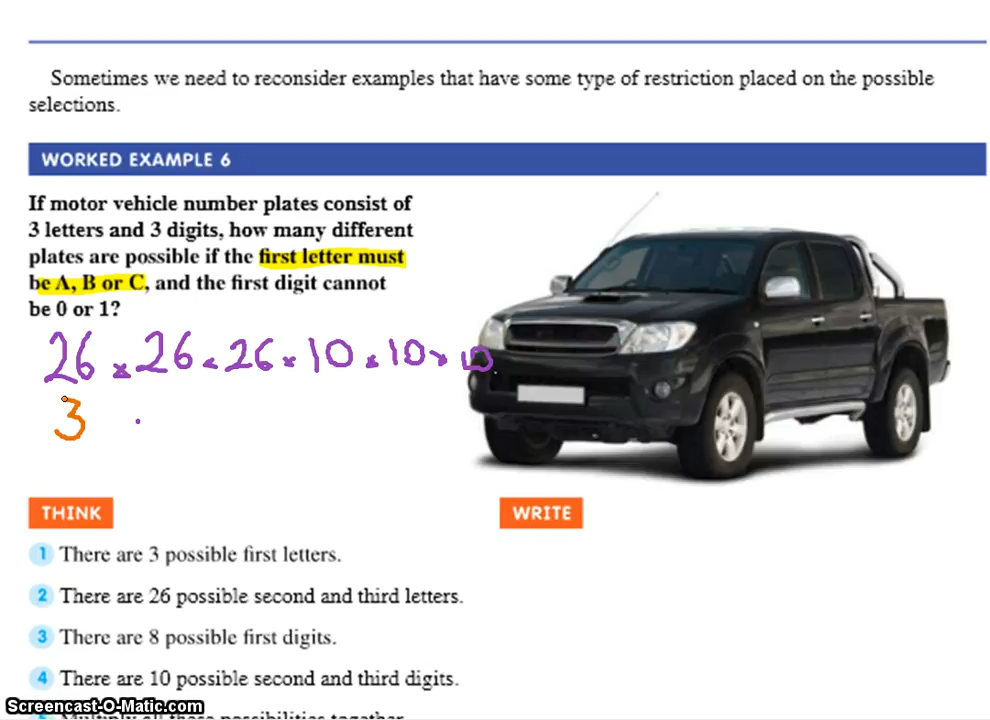 Sometimes we need to reconsider examples that have some type of restriction placed on the possible
selections.
WORKED EXAMPLE 6
If motor vehicle number plates consist of
3 letters and 3 digits, how many different
plates are possible if the first letter must
be A, B or C, and the first digit cannot
be 0 or 1?
26 × 26 × 26 × 10 × 10 × 10
3
THINK
WRITE
1 There are 3 possible first letters.
2 There are 26 possible second and third letters.
3 There are 8 possible first digits.
4 There are 10 possible second and third digits.
Multiply all these possibilities together
Screencast-O-Matic.com